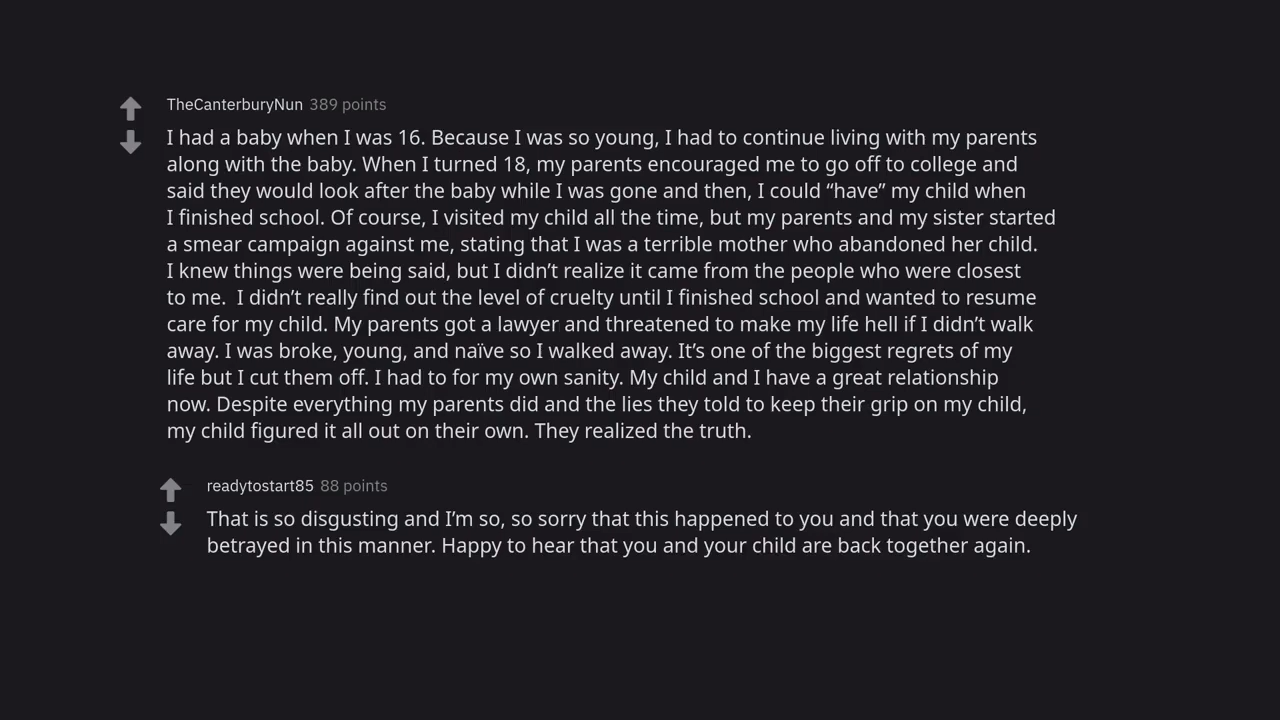 TheCanterburyNun 389 points
I had a baby when I was 16. Because I was so young, I had to continue living with my parents
along with the baby. When I turned 18, my parents encouraged me to go off to college and
said they would look after the baby while I was gone and then, I could “have” my child when
I finished school. Of course, I visited my child all the time, but my parents and my sister started
a smear campaign against me, stating that I was a terrible mother who abandoned her child.
I knew things were being said, but I didn’t realize it came from the people who were closest
to me.  I didn’t really find out the level of cruelty until I finished school and wanted to resume
care for my child. My parents got a lawyer and threatened to make my life hell if I didn’t walk
away. I was broke, young, and naïve so I walked away. It’s one of the biggest regrets of my
life but I cut them off. I had to for my own sanity. My child and I have a great relationship
now. Despite everything my parents did and the lies they told to keep their grip on my child,
my child figured it all out on their own. They realized the truth.
readytostart85 88 points
That is so disgusting and I’m so, so sorry that this happened to you and that you were deeply
betrayed in this manner. Happy to hear that you and your child are back together again.